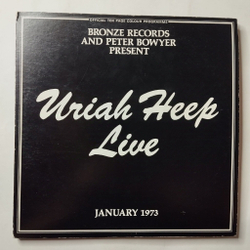 BRONZE RECORDS
AND PETER BOWYER
PRESENT
Uriah Heep
Live
JANUARY 1973